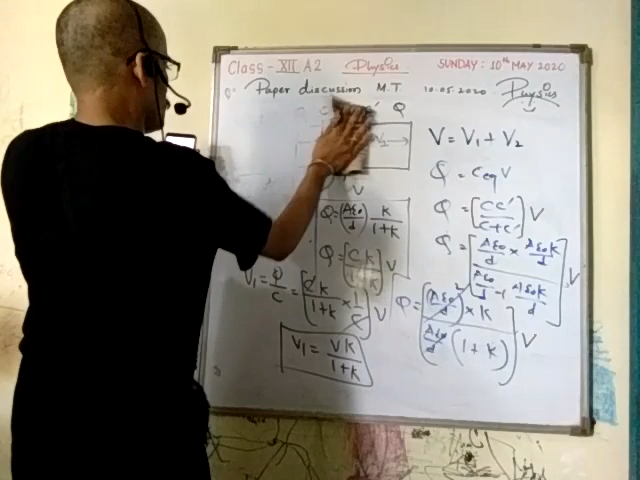 Class - XII A2 Physics SUNDAY: 10th MAY 2020
Q: Paper discussion M.T. 10.05.2020 Physics
C C' Q
V2
V = V1 + V2
V
Q = Ceq V
Q = [CC'/C+C'] V
Q = (Aε0/d) K/1+K
Q = [Aε0/d × Aε0K/d / Aε0/d + Aε0K/d] V
Q = [CK/1+K] V
V1 = Q/C = [CK/1+K × 1/C] V
Q = [(Aε0/d)² × K / Aε0/d (1+K)] V
V1 = VK/1+K